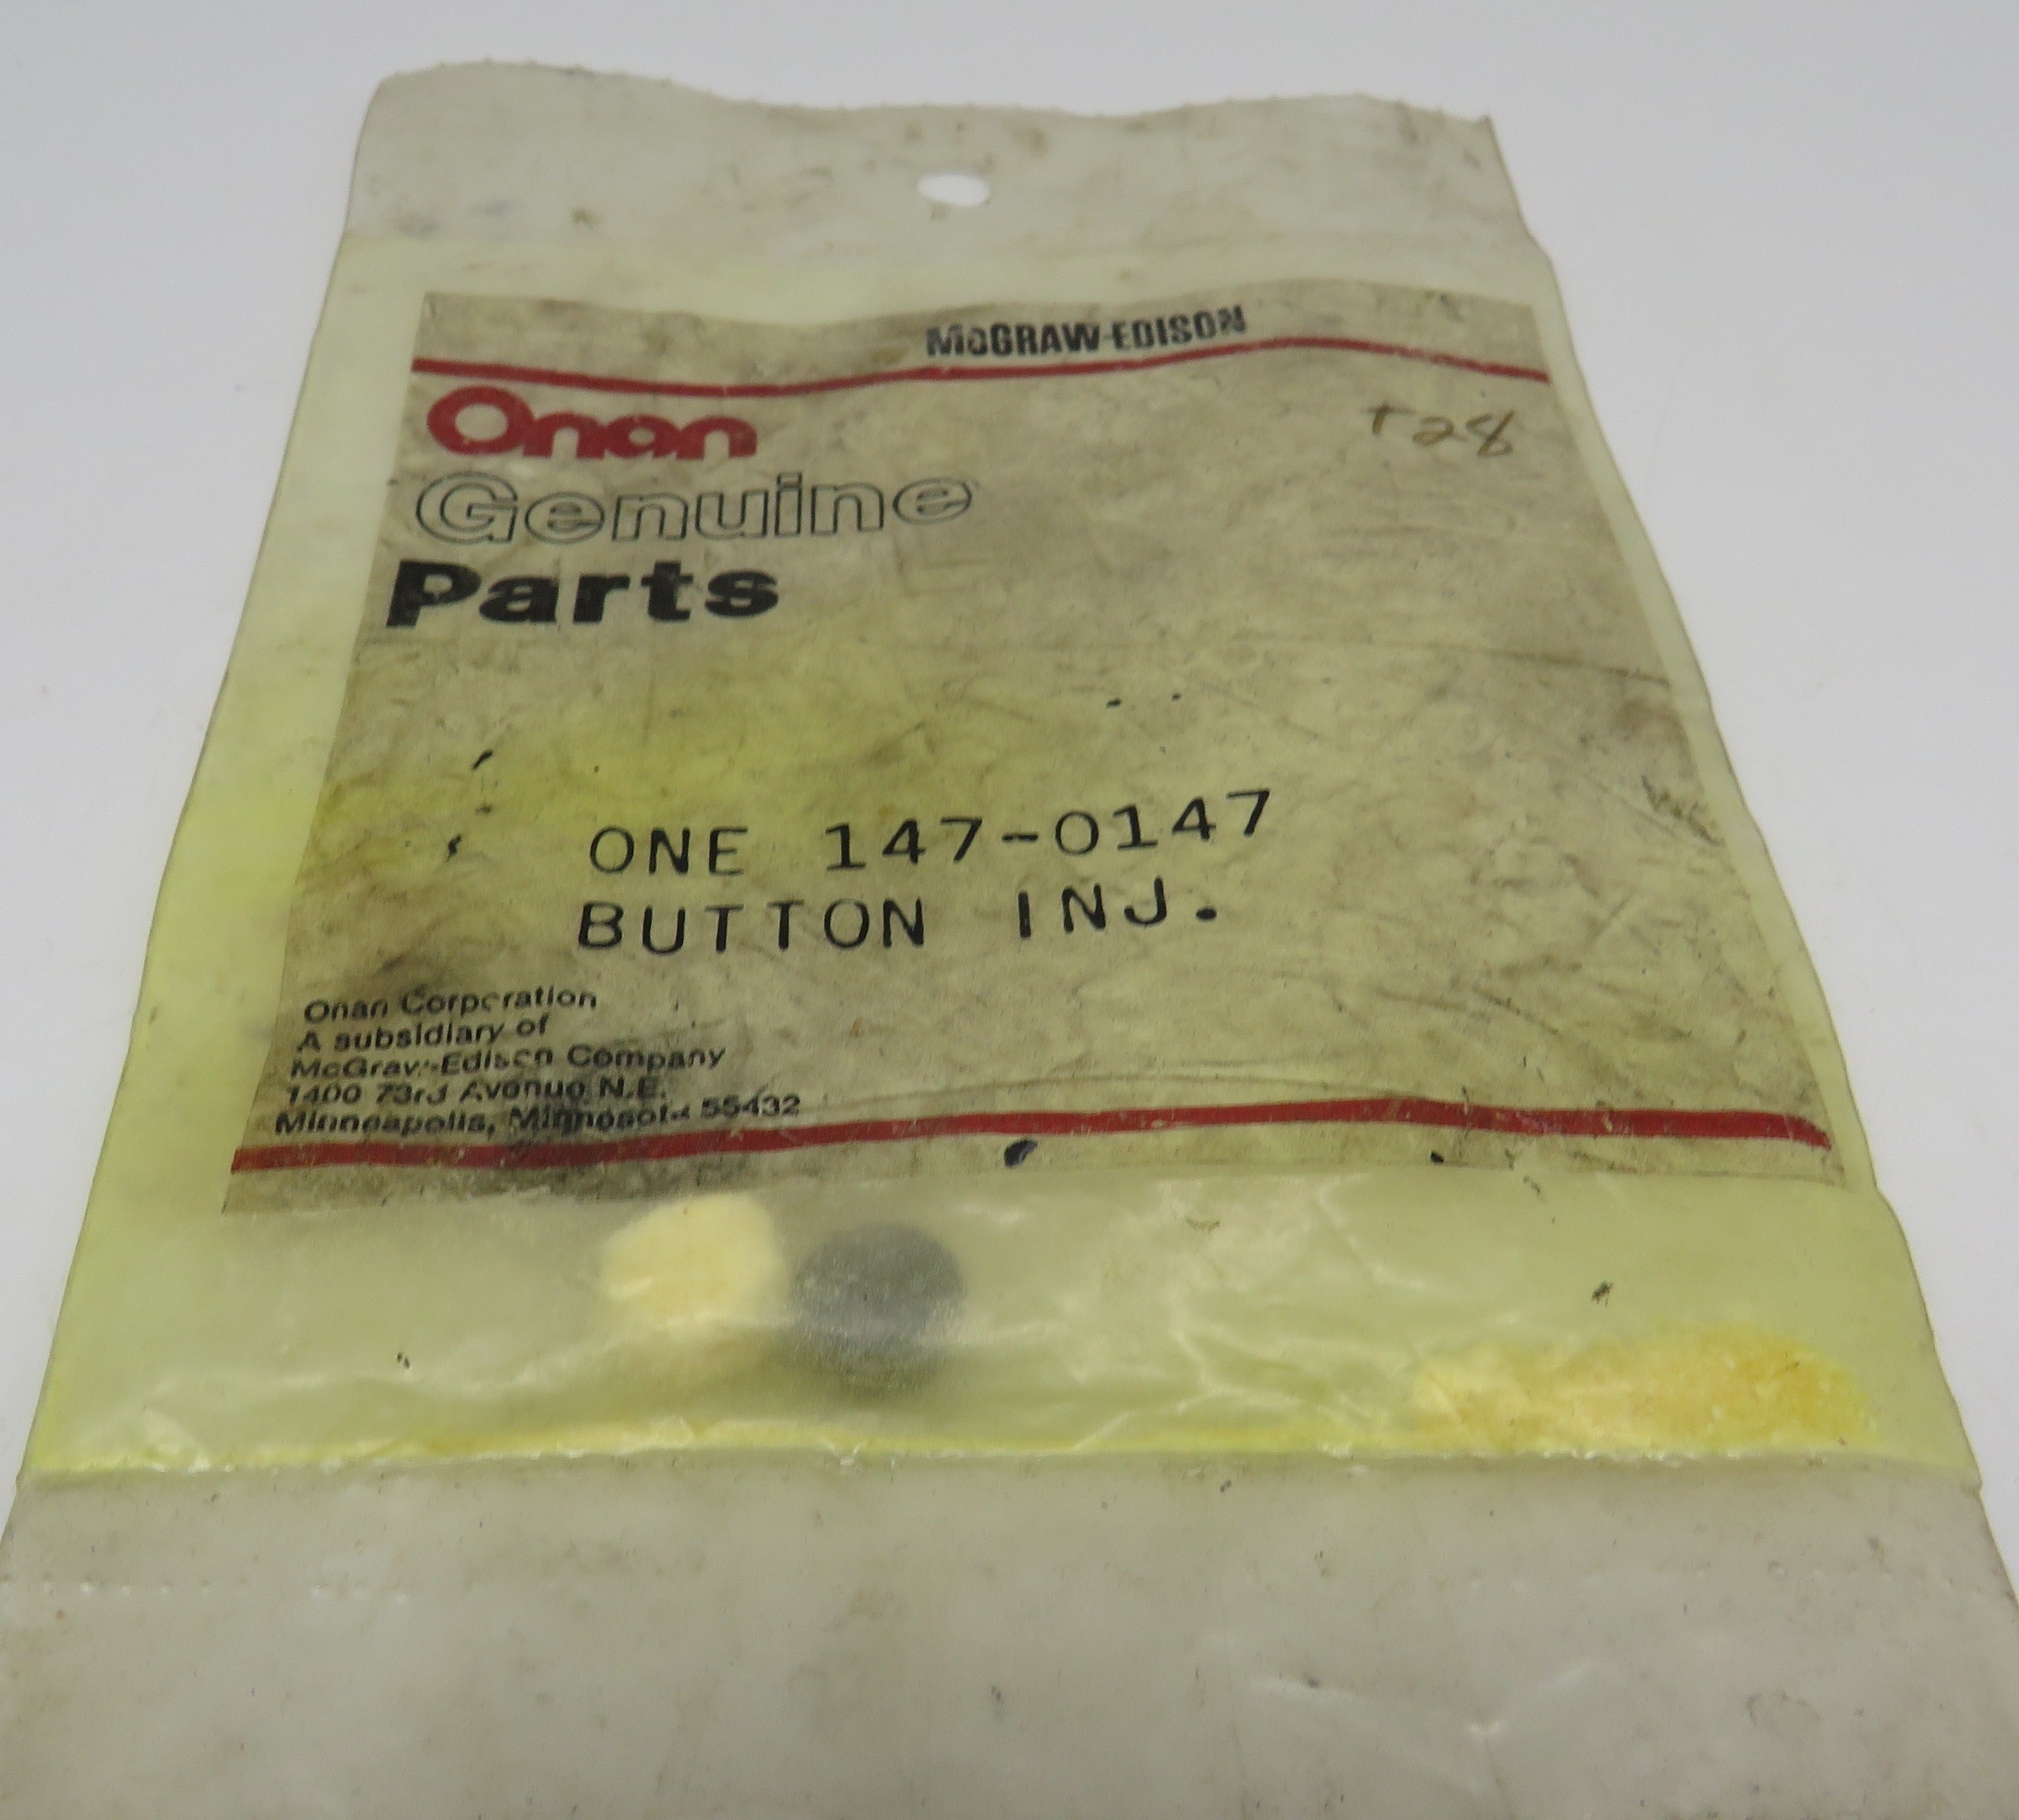 McGRAW-EDISON
Onan
T28
Genuine
Parts
ONE 147-0147
BUTTON INJ.
Onan Corporation
A subsidiary of
McGraw-Edison Company
1400 73rd Avenue N.E.
Minneapolis, Minnesota 55432